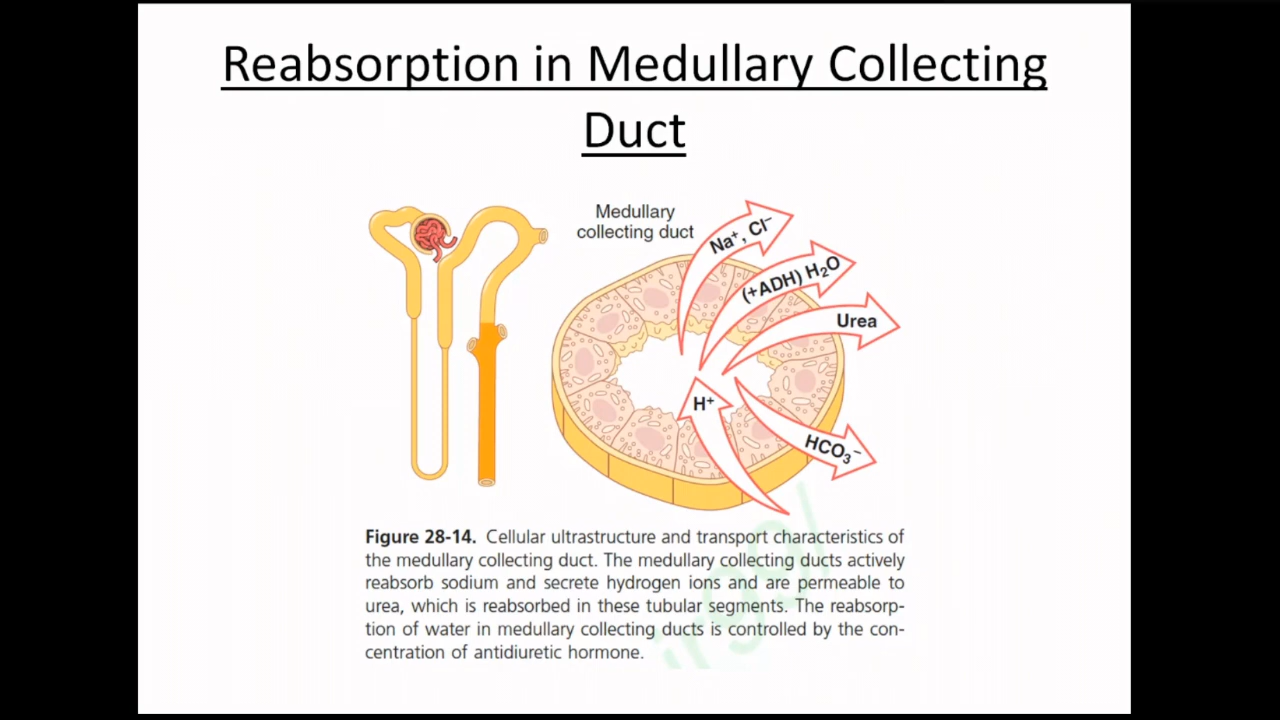 Reabsorption in Medullary Collecting
Duct
Medullary
collecting duct
Na⁺, Cl⁻
(+ADH) H₂O
Urea
H⁺
HCO₃⁻
Figure 28-14. Cellular ultrastructure and transport characteristics of
the medullary collecting duct. The medullary collecting ducts actively
reabsorb sodium and secrete hydrogen ions and are permeable to
urea, which is reabsorbed in these tubular segments. The reabsorp-
tion of water in medullary collecting ducts is controlled by the con-
centration of antidiuretic hormone.